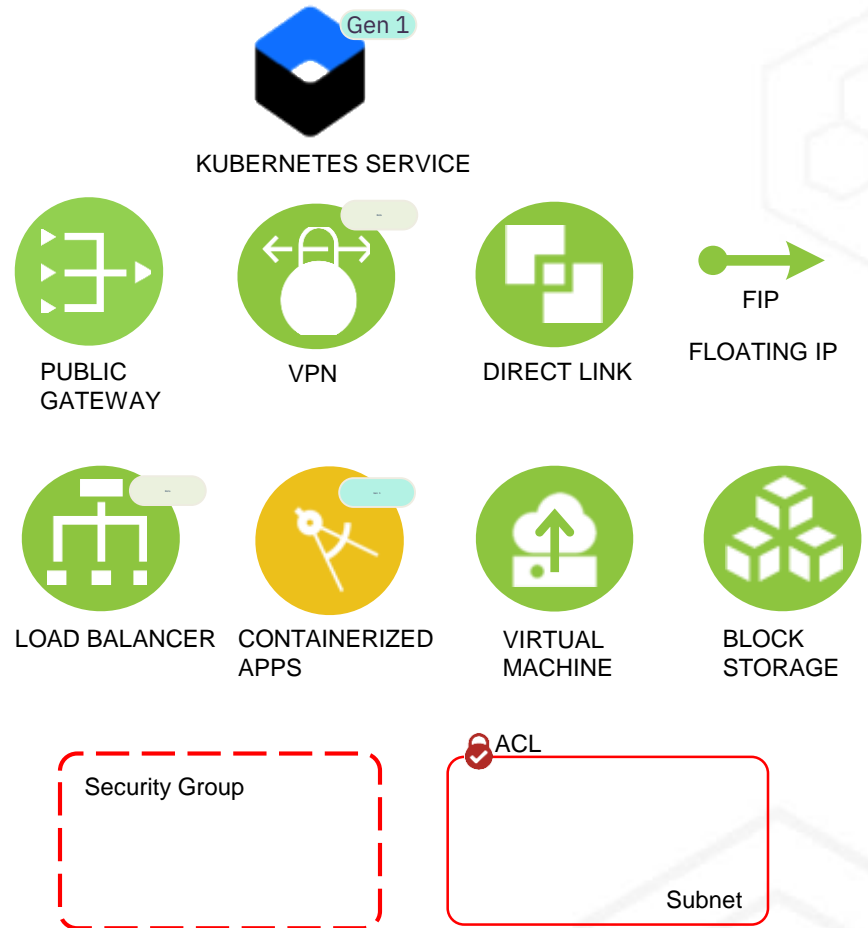 Gen 1
KUBERNETES SERVICE
PUBLIC
GATEWAY
VPN
DIRECT LINK
FIP
FLOATING IP
LOAD BALANCER
CONTAINERIZED
APPS
VIRTUAL
MACHINE
BLOCK
STORAGE
ACL
Security Group
Subnet